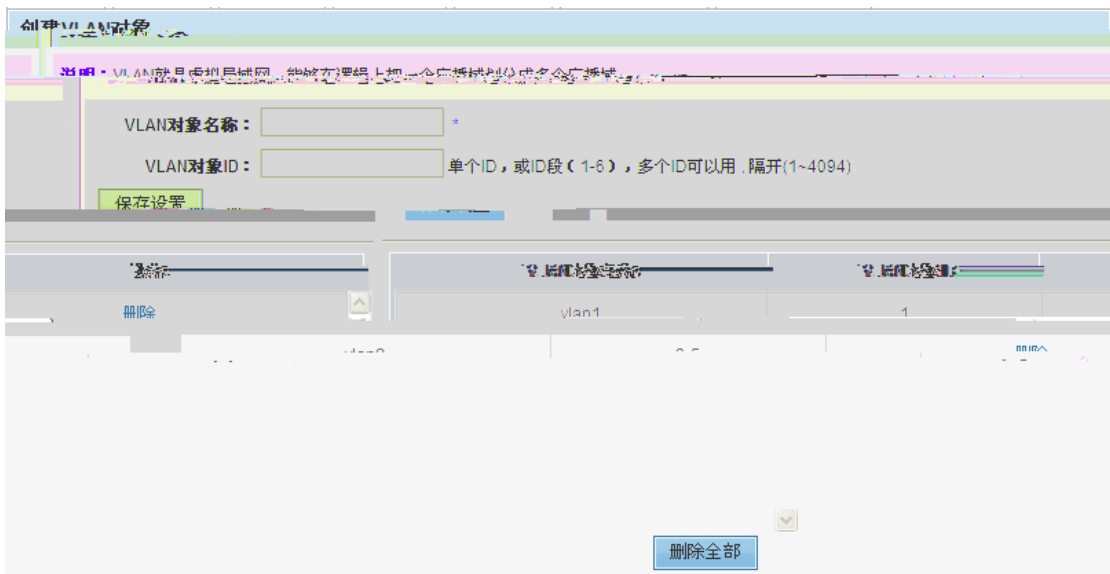 创建VLAN对象
说明：VLAN就是虚拟局域网，能够在逻辑上把一个广播域划分成多个广播域。
VLAN对象名称： *
VLAN对象ID： 单个ID，或ID段（1-6），多个ID可以用,隔开(1~4094)
保存设置
删除 vlan1 1
删除
删除全部